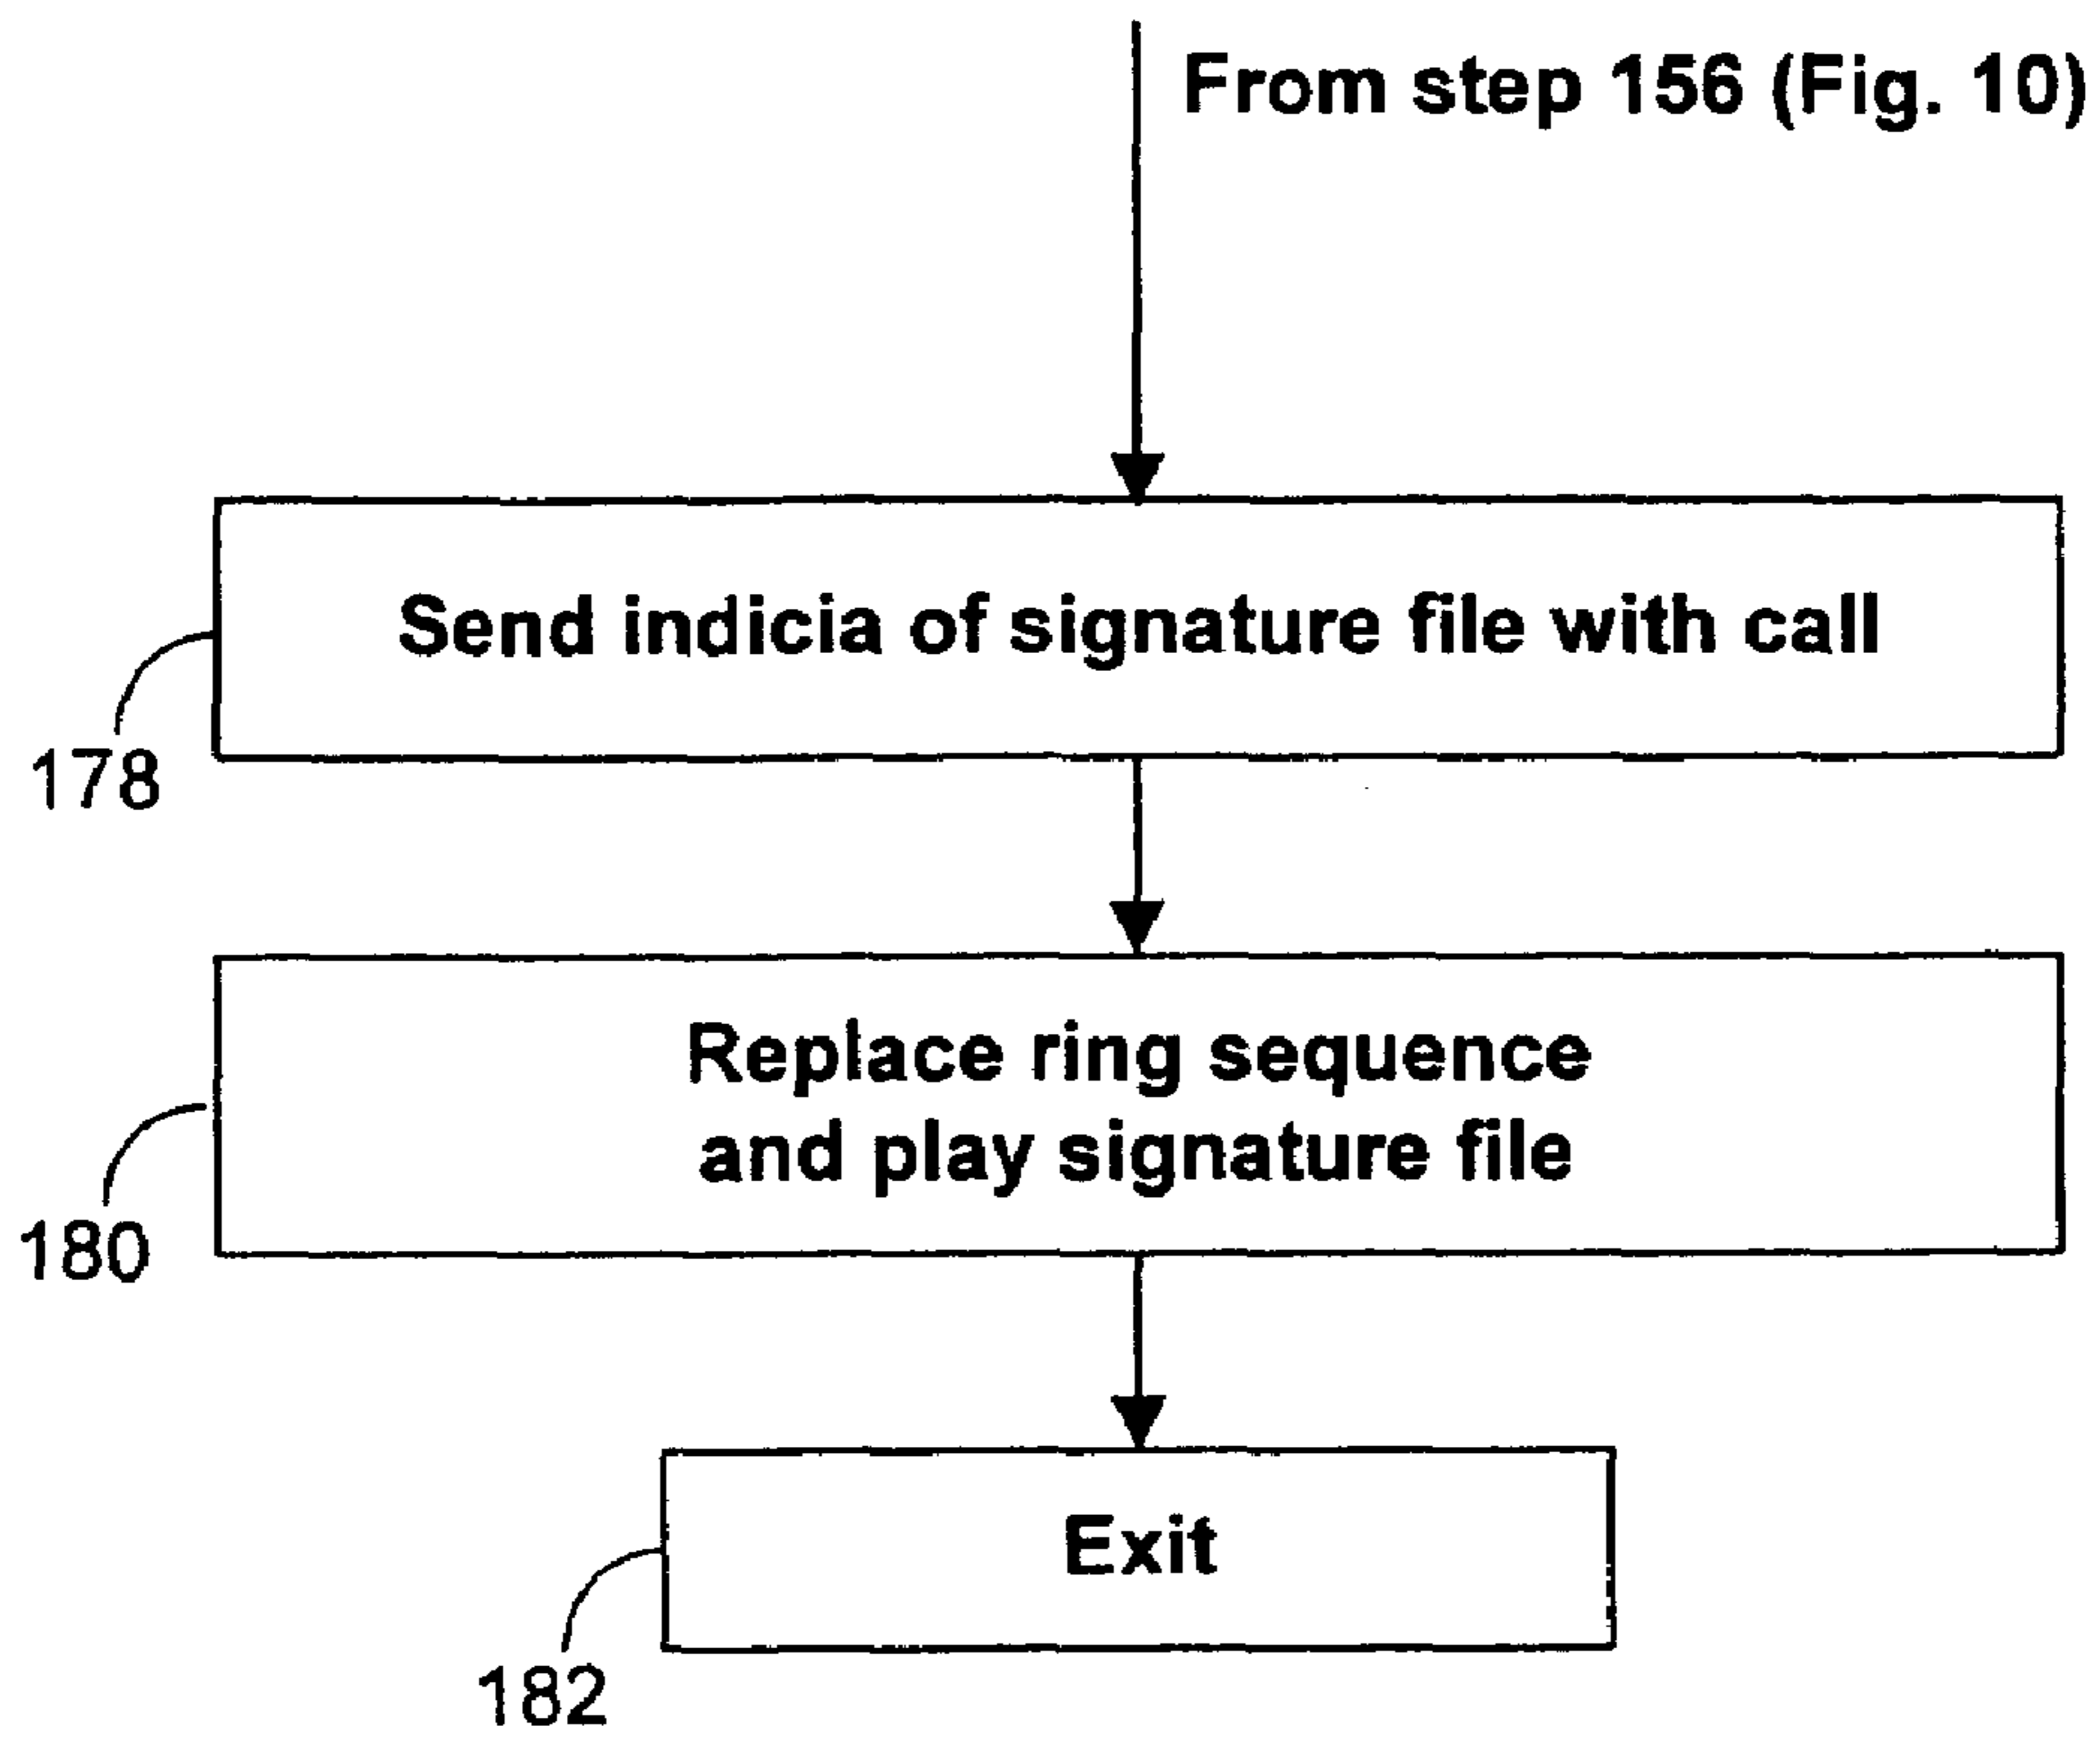 From step 156 (Fig. 10)
Send indicia of signature file with call
178
Replace ring sequence
and play signature file
180
Exit
182